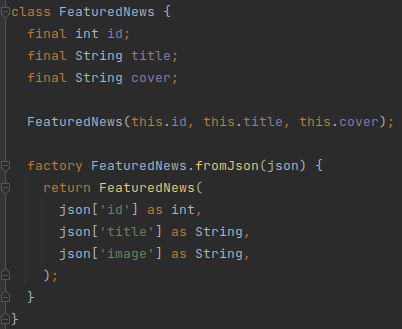 class FeaturedNews {
  final int id;
  final String title;
  final String cover;

  FeaturedNews(this.id, this.title, this.cover);

  factory FeaturedNews.fromJson(json) {
    return FeaturedNews(
      json['id'] as int,
      json['title'] as String,
      json['image'] as String,
    );
  }
}